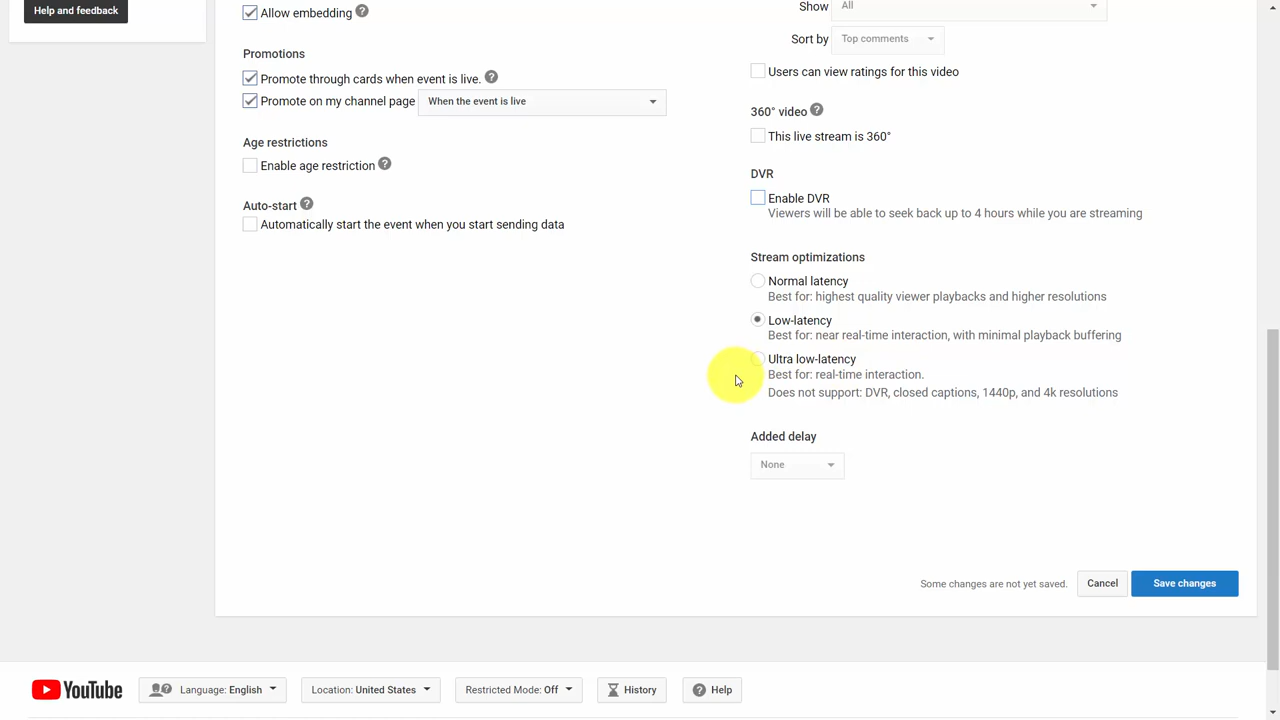 Help and feedback
Allow embedding ?
Promotions
Promote through cards when event is live. ?
Promote on my channel page When the event is live
Age restrictions
Enable age restriction ?
Auto-start ?
Automatically start the event when you start sending data
Show All
Sort by Top comments
Users can view ratings for this video
360° video ?
This live stream is 360°
DVR
Enable DVR
Viewers will be able to seek back up to 4 hours while you are streaming
Stream optimizations
Normal latency
Best for: highest quality viewer playbacks and higher resolutions
Low-latency
Best for: near real-time interaction, with minimal playback buffering
Ultra low-latency
Best for: real-time interaction.
Does not support: DVR, closed captions, 1440p, and 4k resolutions
Added delay
None
Some changes are not yet saved. Cancel Save changes
YouTube Language: English Location: United States Restricted Mode: Off History Help